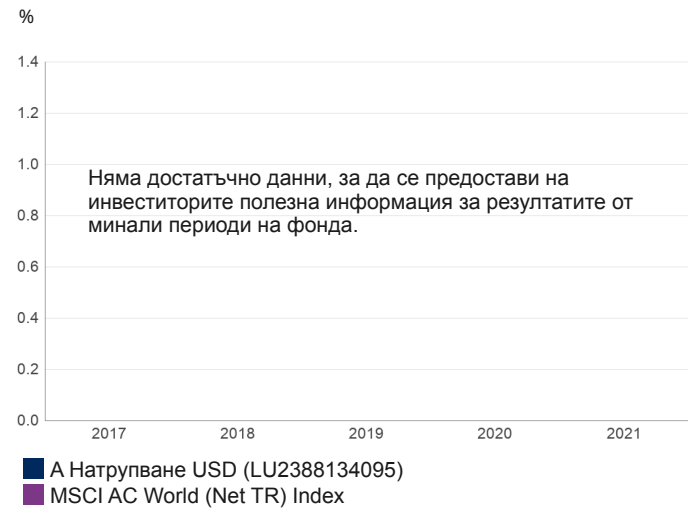 %
1.4
1.2
1.0
Няма достатъчно данни, за да се предостави на
инвеститорите полезна информация за резултатите от
0.8
минали периоди на фонда.
0.6
0.4
0.2
0.0
2017 2018 2019 2020 2021
А Натрупване USD (LU2388134095)
MSCI AC World (Net TR) Index